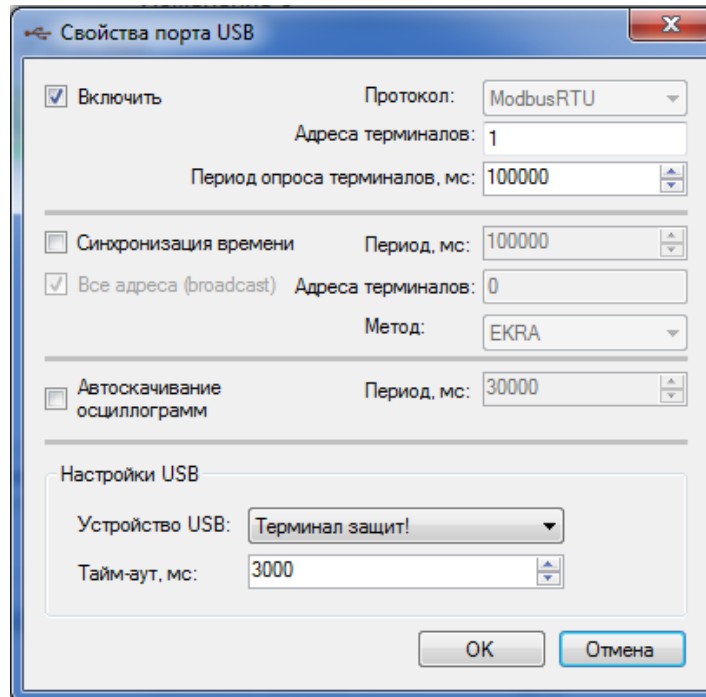 Свойства порта USB
Включить Протокол: ModbusRTU
Адреса терминалов: 1
Период опроса терминалов, мс: 100000
Синхронизация времени Период, мс: 100000
Все адреса (broadcast) Адреса терминалов: 0
Метод: EKRA
Автоскачивание
осциллограмм Период, мс: 30000
Настройки USB
Устройство USB: Терминал защит!
Тайм-аут, мс: 3000
OK Отмена